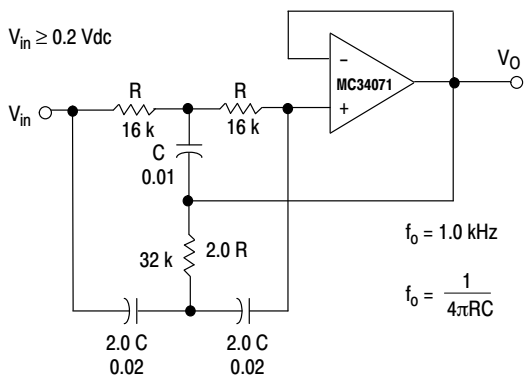 V_in ≥ 0.2 Vdc
V_in
R
16 k
R
16 k
−
+
MC34071
V_O
C
0.01
32 k
2.0 R
2.0 C
0.02
2.0 C
0.02
f_o = 1.0 kHz
f_o = 1 / 4πRC